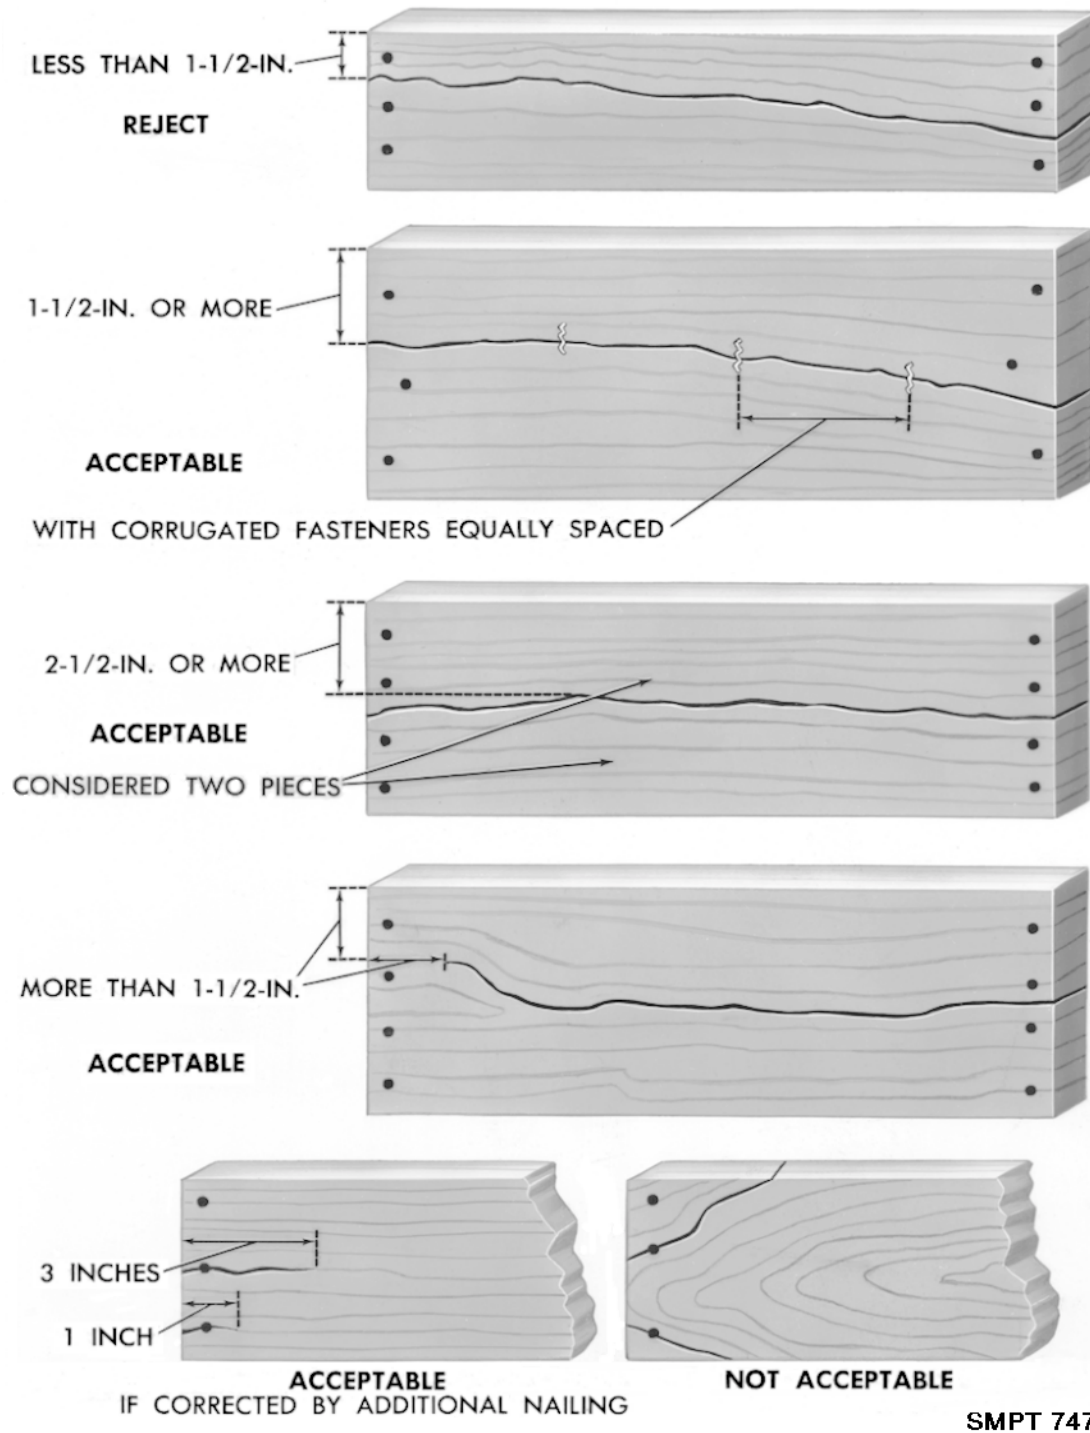 LESS THAN 1-1/2-IN.
REJECT
1-1/2-IN. OR MORE
ACCEPTABLE
WITH CORRUGATED FASTENERS EQUALLY SPACED
2-1/2-IN. OR MORE
ACCEPTABLE
CONSIDERED TWO PIECES
MORE THAN 1-1/2-IN.
ACCEPTABLE
3 INCHES
1 INCH
ACCEPTABLE
IF CORRECTED BY ADDITIONAL NAILING
NOT ACCEPTABLE
SMPT 747